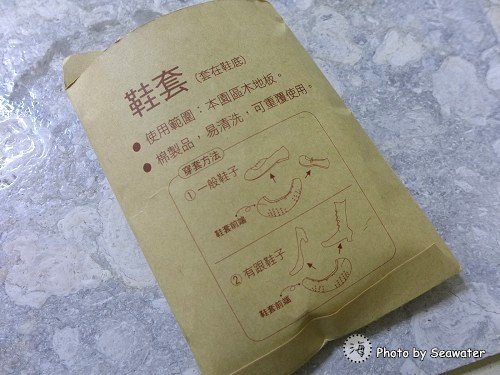 鞋套(套在鞋底)
● 使用範圍：本園區木地板。
● 棉製品，易清洗，可重覆使用。
穿套方法
① 一般鞋子
鞋套前端
② 有跟鞋子
鞋套前端
海 Photo by Seawater